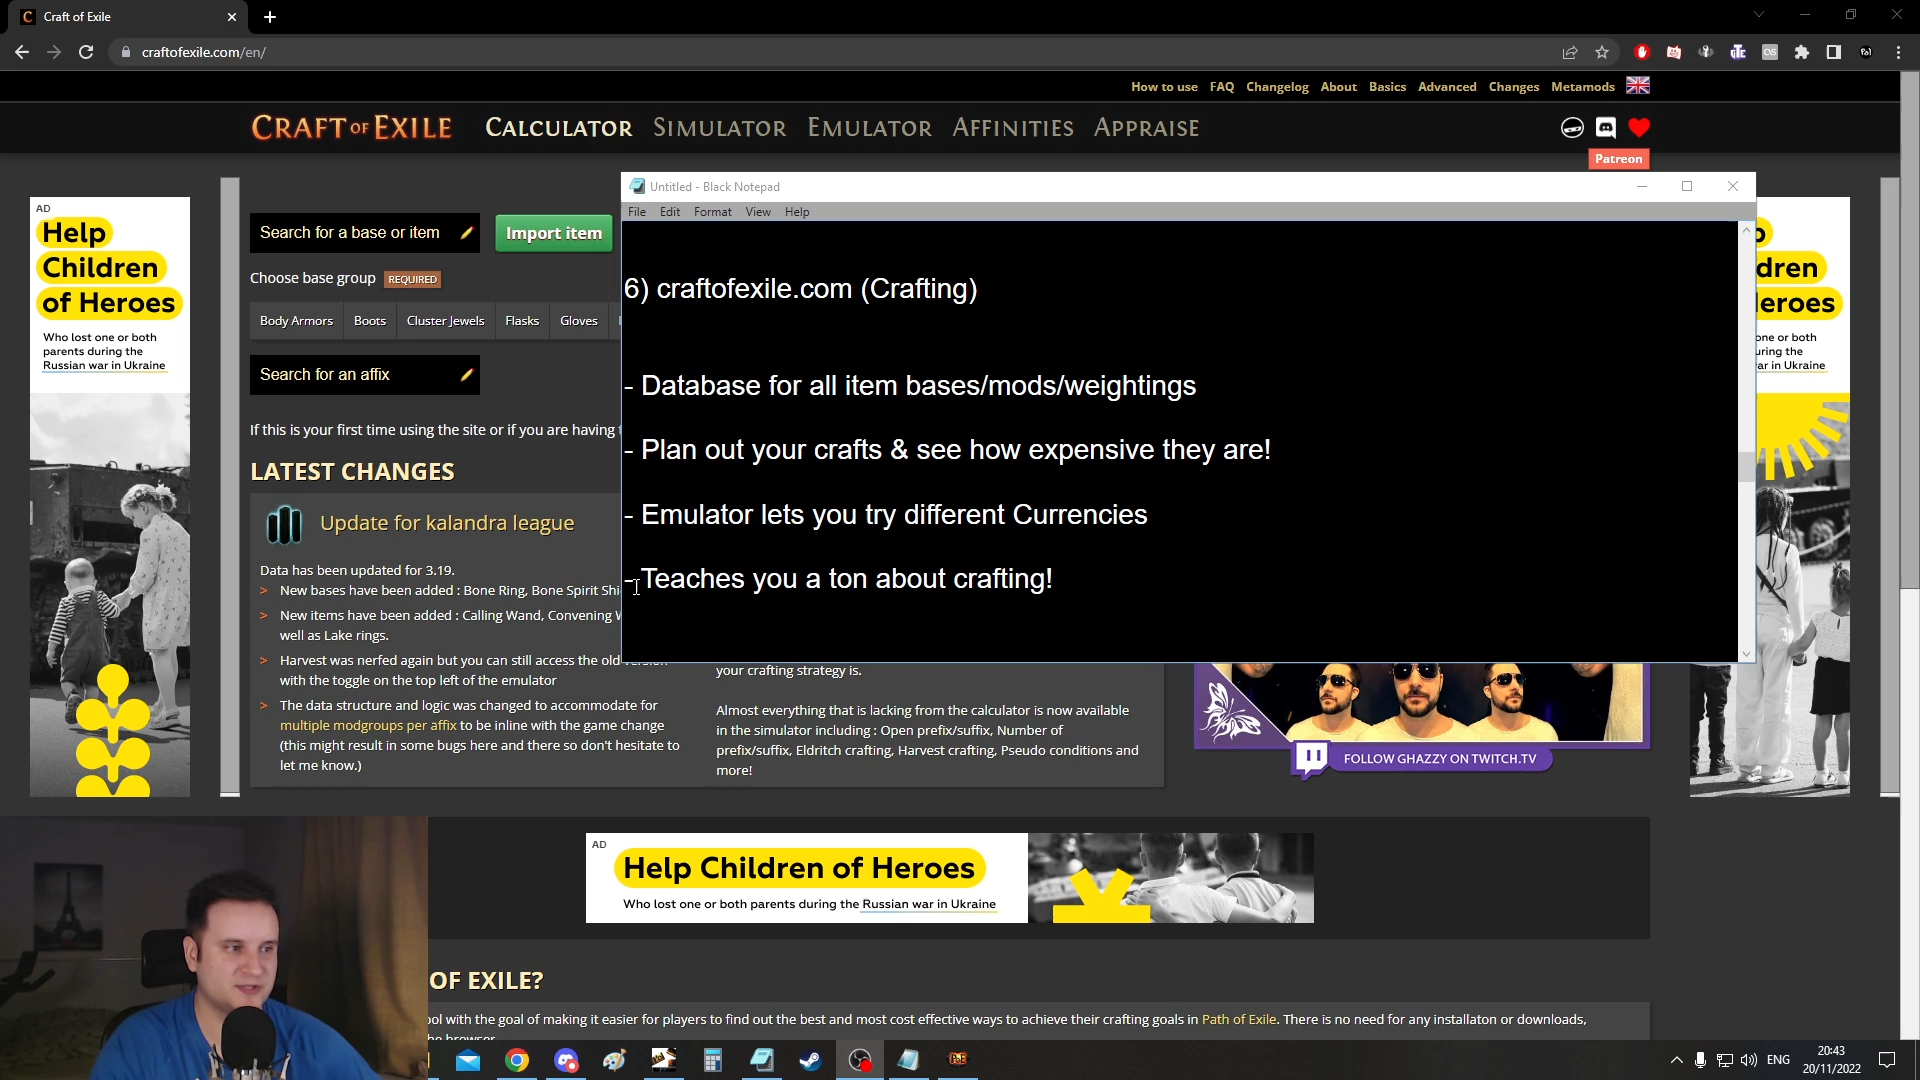 Craft of Exile
craftofexile.com/en/
How to use FAQ Changelog About Basics Advanced Changes Metamods
CRAFT OF EXILE CALCULATOR SIMULATOR EMULATOR AFFINITIES APPRAISE
Patreon
Untitled - Black Notepad
File Edit Format View Help
6) craftofexile.com (Crafting)
- Database for all item bases/mods/weightings
- Plan out your crafts & see how expensive they are!
- Emulator lets you try different Currencies
- Teaches you a ton about crafting!
AD
Help
Children
of Heroes
Who lost one or both
parents during the
Russian war in Ukraine
Search for a base or item
Import item
Choose base group REQUIRED
Body Armors Boots Cluster Jewels Flasks Gloves
Search for an affix
If this is your first time using the site or if you are having
LATEST CHANGES
Update for kalandra league
Data has been updated for 3.19.
> New bases have been added : Bone Ring, Bone Spirit Shi
> New items have been added : Calling Wand, Convening W
well as Lake rings.
> Harvest was nerfed again but you can still access the old version
with the toggle on the top left of the emulator
> The data structure and logic was changed to accommodate for
multiple modgroups per affix to be inline with the game change
(this might result in some bugs here and there so don't hesitate to
let me know.)
your crafting strategy is.
Almost everything that is lacking from the calculator is now available
in the simulator including : Open prefix/suffix, Number of
prefix/suffix, Eldritch crafting, Harvest crafting, Pseudo conditions and
more!
FOLLOW GHAZZY ON TWITCH.TV
dren
eroes
one or both
uring the
ar in Ukraine
AD
Help Children of Heroes
Who lost one or both parents during the Russian war in Ukraine
OF EXILE?
ool with the goal of making it easier for players to find out the best and most cost effective ways to achieve their crafting goals in Path of Exile. There is no need for any installaton or downloads,
he browser
ENG
20:43
20/11/2022